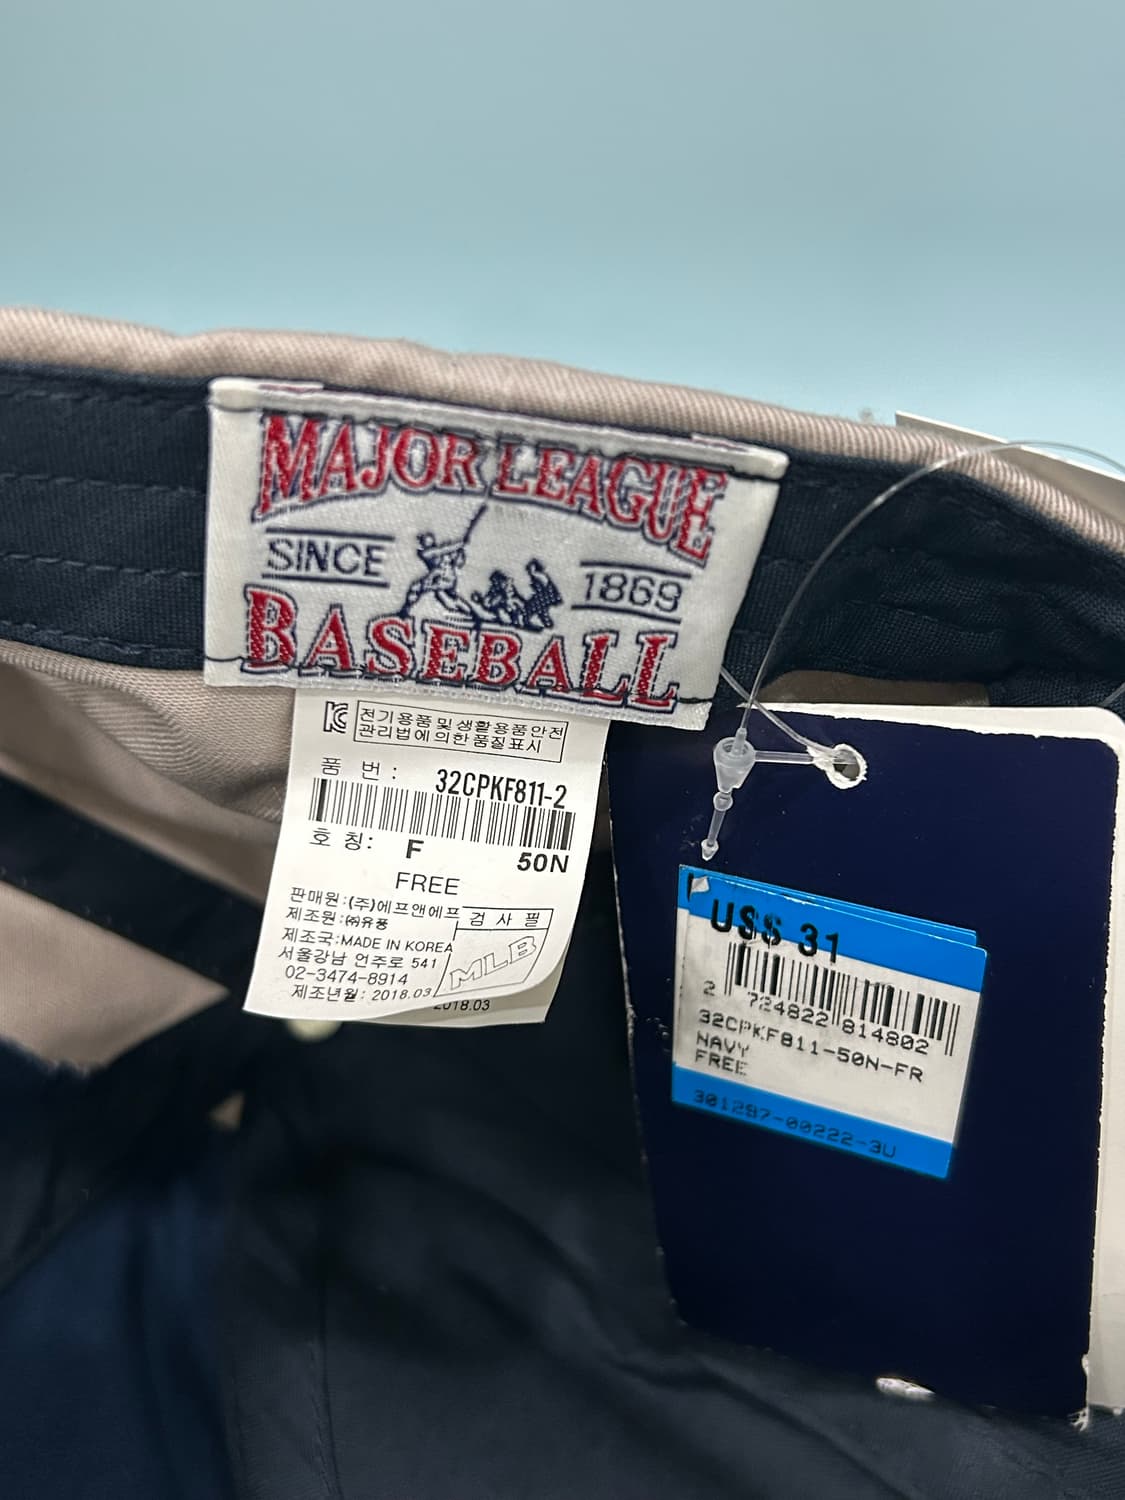 MAJOR LEAGUE
SINCE 1869
BASEBALL
전기용품및생활용품안전
관리법에의한품질표시
품 번: 32CPKF811-2
호 칭: F 50N
FREE
판매원:(주)에프앤에프
제조원:㈜유풍
제조국:MADE IN KOREA
서울강남 언주로 541
02-3474-8914
제조년월: 2018.03
검 사 필
MLB
2018.03
US$ 31
2 724822 814802
32CPKF811-50N-FR
NAVY
FREE
301287-00222-3U